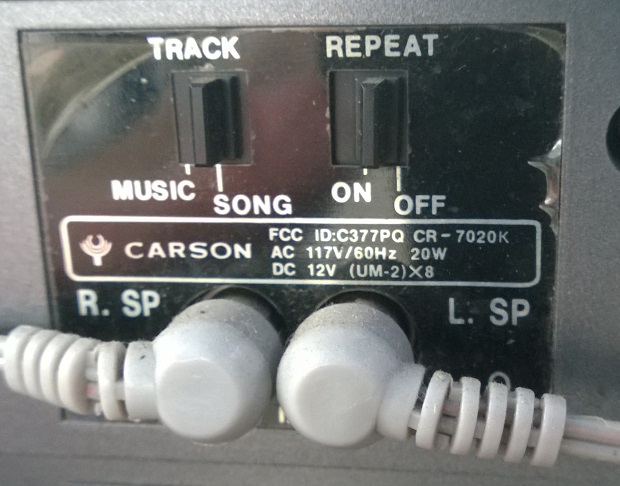 TRACK REPEAT
MUSIC SONG ON OFF
CARSON
FCC ID:C377PQ CR-7020K
AC 117V/60Hz 20W
DC 12V (UM-2)X8
R. SP L. SP